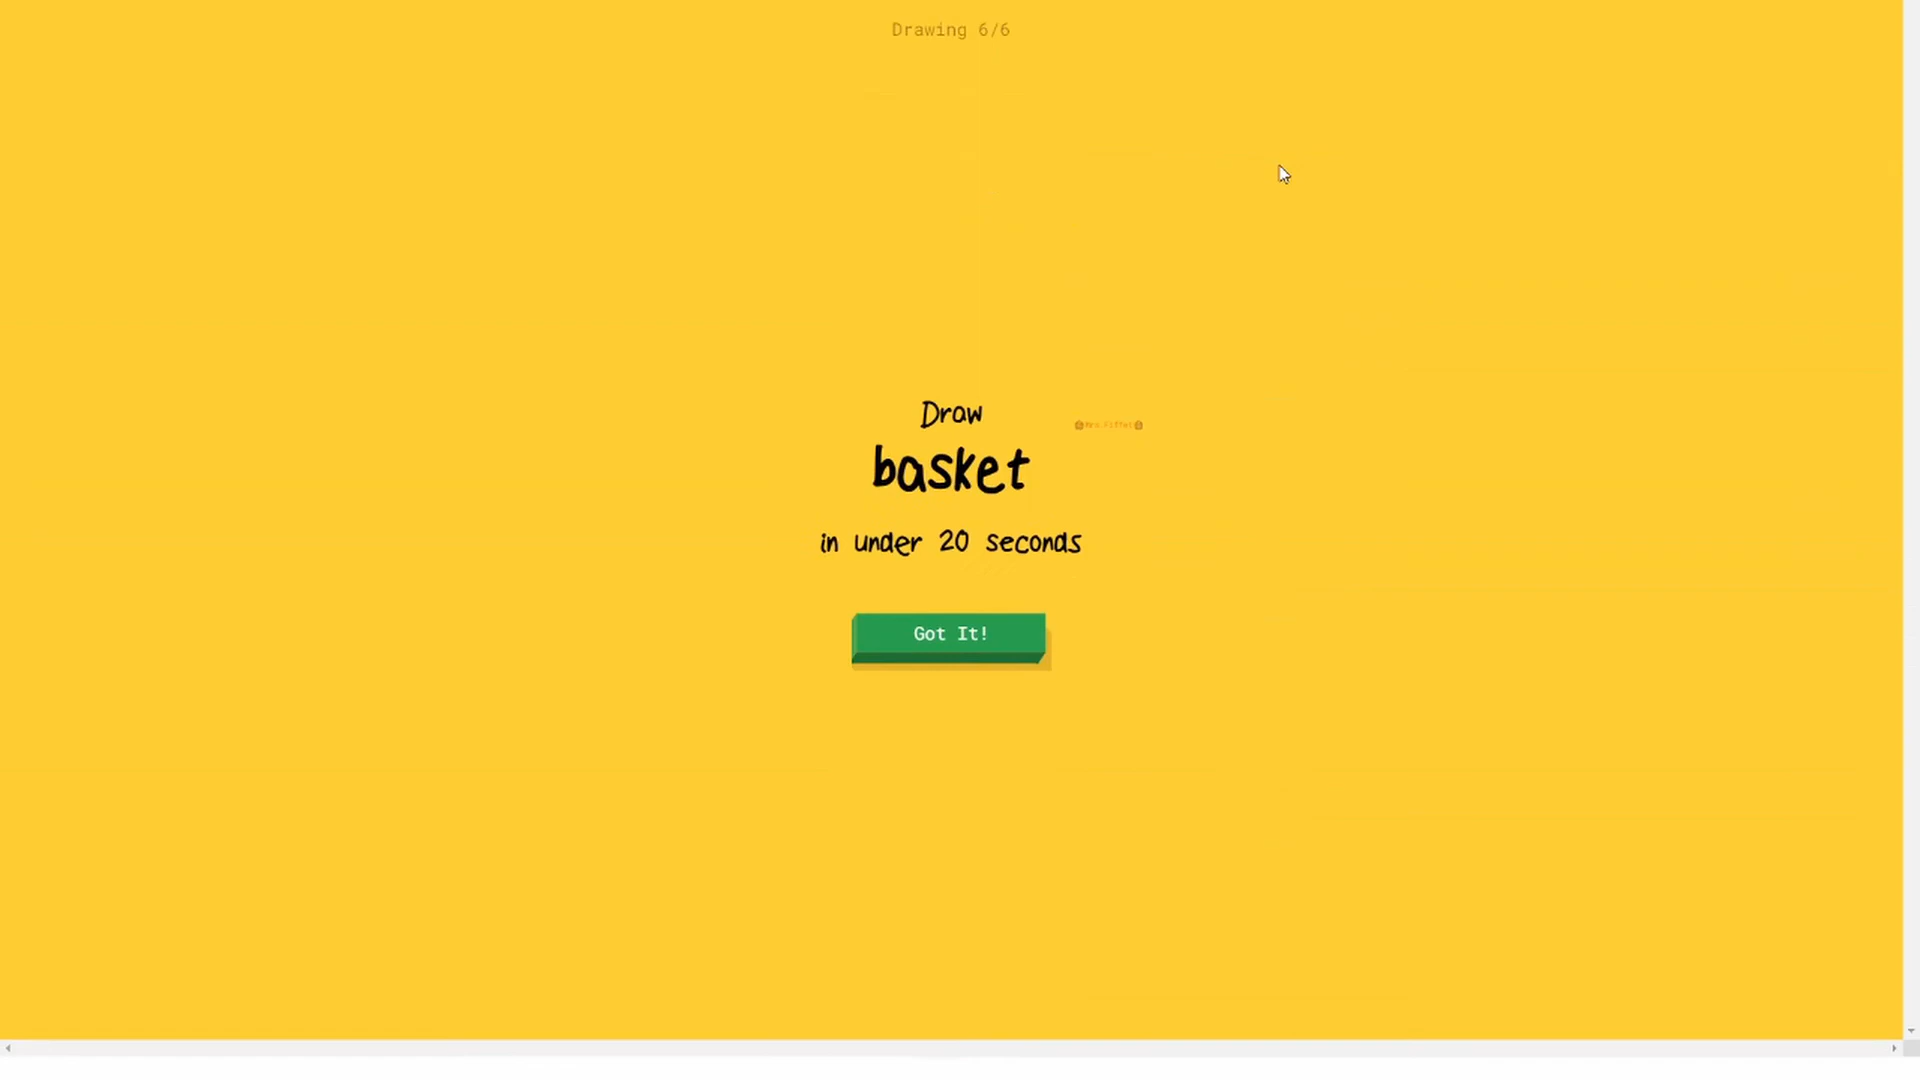 Drawing 6/6
Draw
basket
in under 20 seconds
Got It!